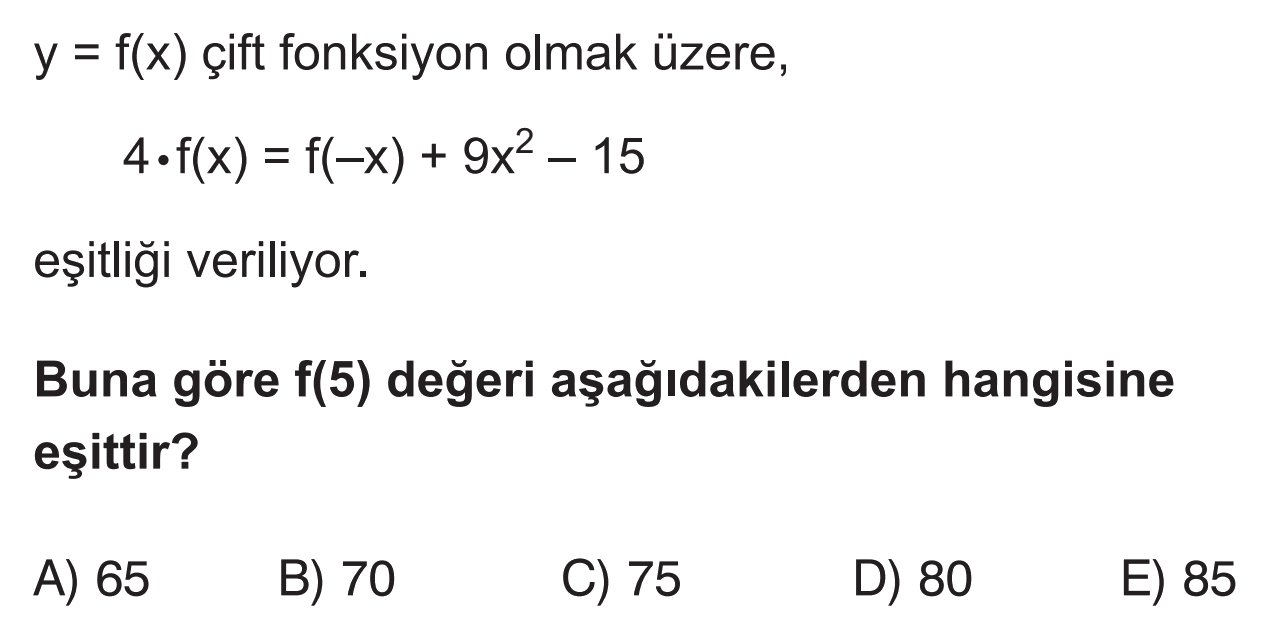 y = f(x) çift fonksiyon olmak üzere,
4•f(x) = f(–x) + 9x² – 15
eşitliği veriliyor.
Buna göre f(5) değeri aşağıdakilerden hangisine
eşittir?
A) 65 B) 70 C) 75 D) 80 E) 85